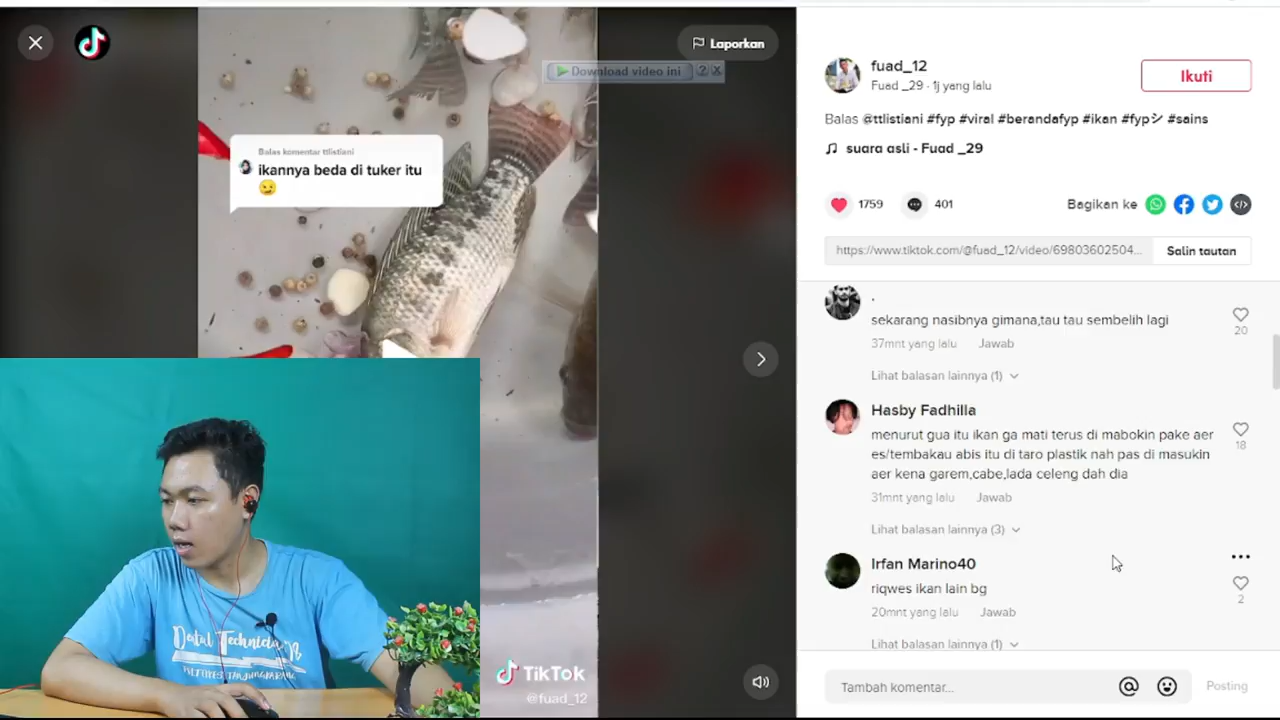 Laporkan
Download video ini
Balas komentar ttlistiani
ikannya beda di tuker itu
😏
TikTok
@fuad_12
Dental Technician
fuad_12
Fuad _29 · 1j yang lalu
Ikuti
Balas @ttlistiani #fyp #viral #berandafyp #ikan #fypシ #sains
suara asli - Fuad _29
1759
401
Bagikan ke
https://www.tiktok.com/@fuad_12/video/69803602504...
Salin tautan
.
sekarang nasibnya gimana,tau tau sembelih lagi
20
37mnt yang lalu
Jawab
Lihat balasan lainnya (1)
Hasby Fadhilla
menurut gua itu ikan ga mati terus di mabokin pake aer
es/tembakau abis itu di taro plastik nah pas di masukin
aer kena garem,cabe,lada celeng dah dia
18
31mnt yang lalu
Jawab
Lihat balasan lainnya (3)
Irfan Marino40
riqwes ikan lain bg
2
20mnt yang lalu
Jawab
Lihat balasan lainnya (1)
Tambah komentar...
Posting